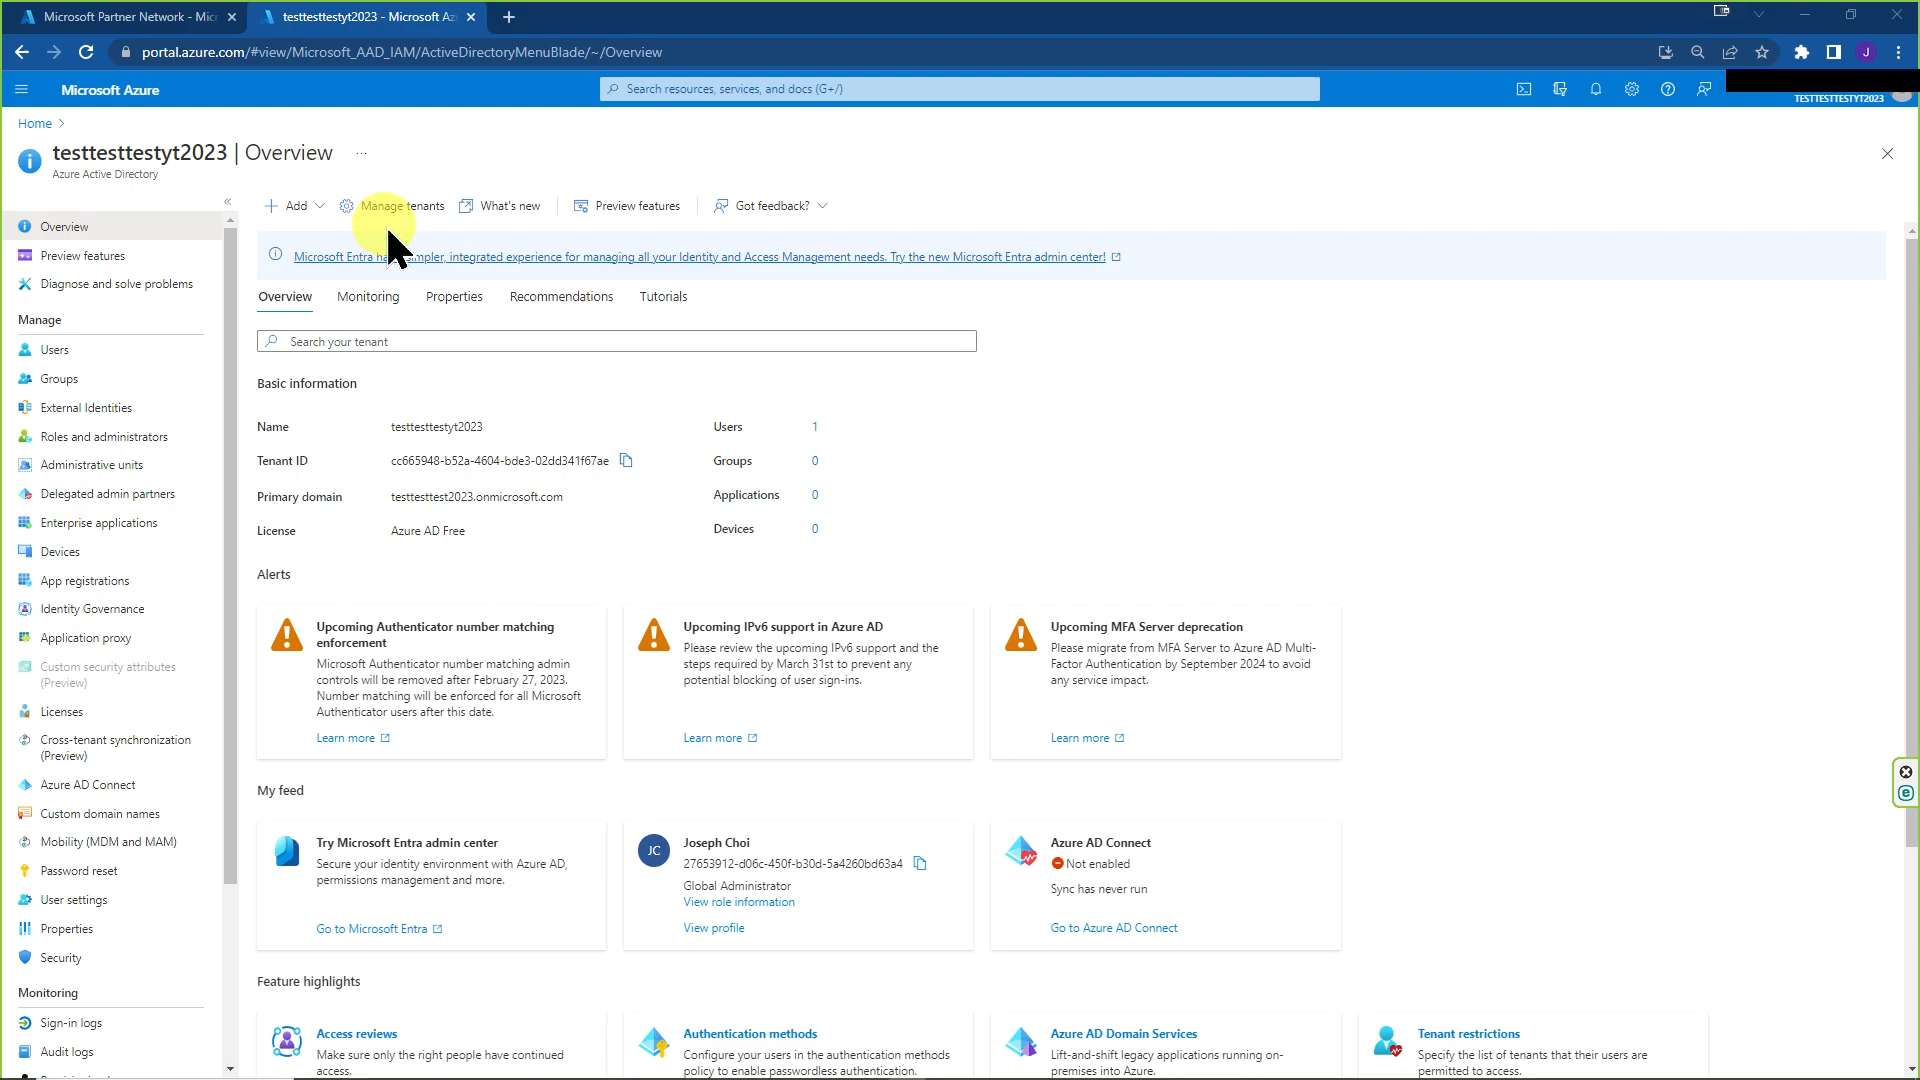 Microsoft Partner Network - Mic
testtesttestyt2023 - Microsoft Az
portal.azure.com/#view/Microsoft_AAD_IAM/ActiveDirectoryMenuBlade/~/Overview
J
Microsoft Azure
Search resources, services, and docs (G+/)
TESTTESTTESTYT2023
Home
testtesttestyt2023 | Overview ...
Azure Active Directory
Add
Manage tenants
What's new
Preview features
Got feedback?
Overview
Preview features
Diagnose and solve problems
Manage
Users
Groups
External Identities
Roles and administrators
Administrative units
Delegated admin partners
Enterprise applications
Devices
App registrations
Identity Governance
Application proxy
Custom security attributes
(Preview)
Licenses
Cross-tenant synchronization
(Preview)
Azure AD Connect
Custom domain names
Mobility (MDM and MAM)
Password reset
User settings
Properties
Security
Monitoring
Sign-in logs
Audit logs
Microsoft Entra simpler, integrated experience for managing all your Identity and Access Management needs. Try the new Microsoft Entra admin center!
Overview
Monitoring
Properties
Recommendations
Tutorials
Search your tenant
Basic information
Name testtesttestyt2023
Users 1
Tenant ID cc665948-b52a-4604-bde3-02dd341f67ae
Groups 0
Primary domain testtesttest2023.onmicrosoft.com
Applications 0
License Azure AD Free
Devices 0
Alerts
Upcoming Authenticator number matching
enforcement
Microsoft Authenticator number matching admin
controls will be removed after February 27, 2023.
Number matching will be enforced for all Microsoft
Authenticator users after this date.
Learn more
Upcoming IPv6 support in Azure AD
Please review the upcoming IPv6 support and the
steps required by March 31st to prevent any
potential blocking of user sign-ins.
Learn more
Upcoming MFA Server deprecation
Please migrate from MFA Server to Azure AD Multi-
Factor Authentication by September 2024 to avoid
any service impact.
Learn more
My feed
Try Microsoft Entra admin center
Secure your identity environment with Azure AD,
permissions management and more.
Go to Microsoft Entra
JC
Joseph Choi
27653912-d06c-450f-b30d-5a4260bd63a4
Global Administrator
View role information
View profile
Azure AD Connect
Not enabled
Sync has never run
Go to Azure AD Connect
Feature highlights
Access reviews
Make sure only the right people have continued
access.
Authentication methods
Configure your users in the authentication methods
policy to enable passwordless authentication.
Azure AD Domain Services
Lift-and-shift legacy applications running on-
premises into Azure.
Tenant restrictions
Specify the list of tenants that their users are
permitted to access.